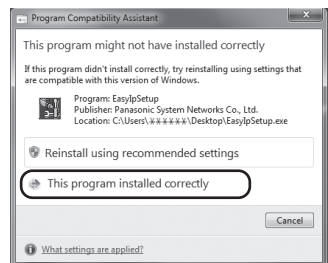 Program Compatibility Assistant
This program might not have installed correctly
If this program didn't install correctly, try reinstalling using settings that
are compatible with this version of Windows.
Program: EasyIpSetup
Publisher: Panasonic System Networks Co., Ltd.
Location: C:\Users\******\Desktop\EasyIpSetup.exe
Reinstall using recommended settings
This program installed correctly
Cancel
What settings are applied?